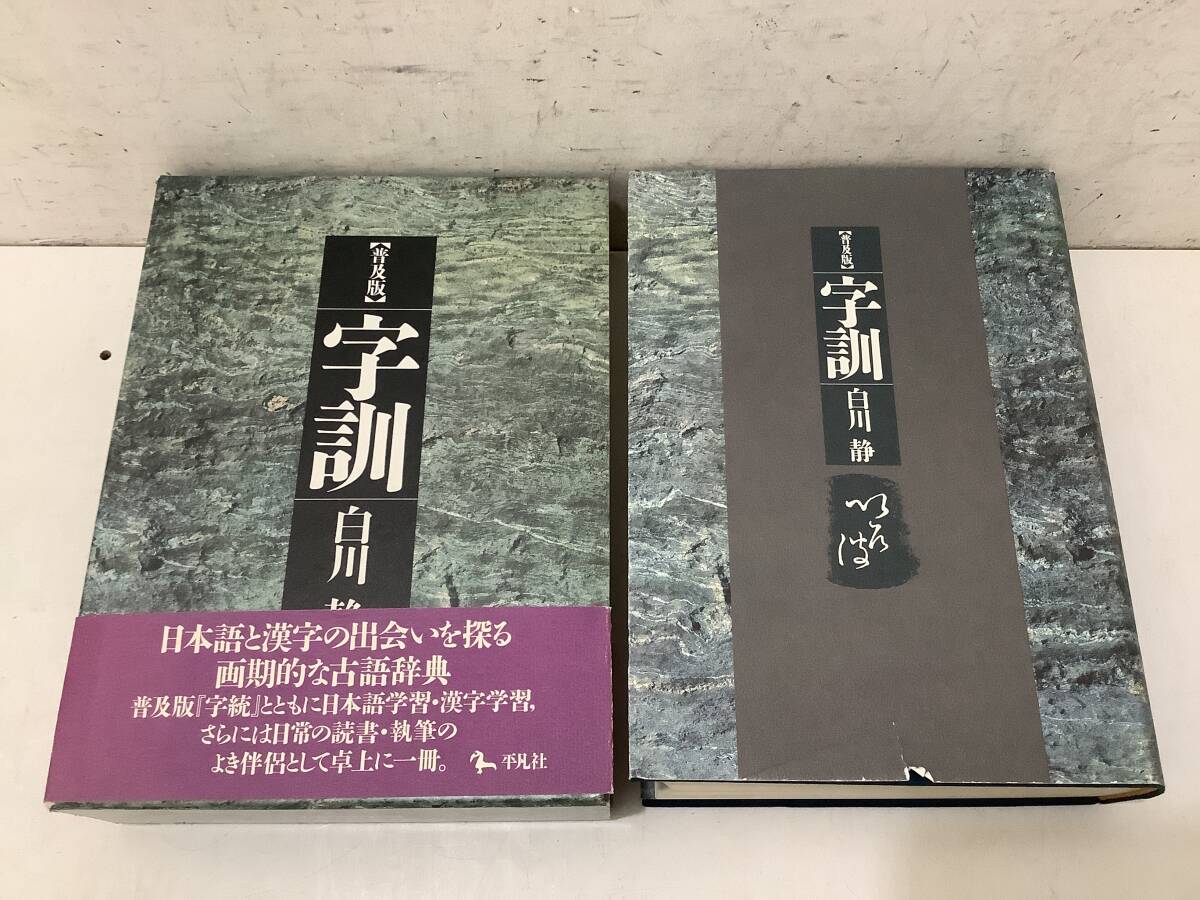 【普及版】
字訓
白川
日本語と漢字の出会いを探る
画期的な古語辞典
普及版『字統』とともに日本語学習・漢字学習,
さらには日常の読書・執筆の
よき伴侶として卓上に一冊。
平凡社
【普及版】
字訓
白川静